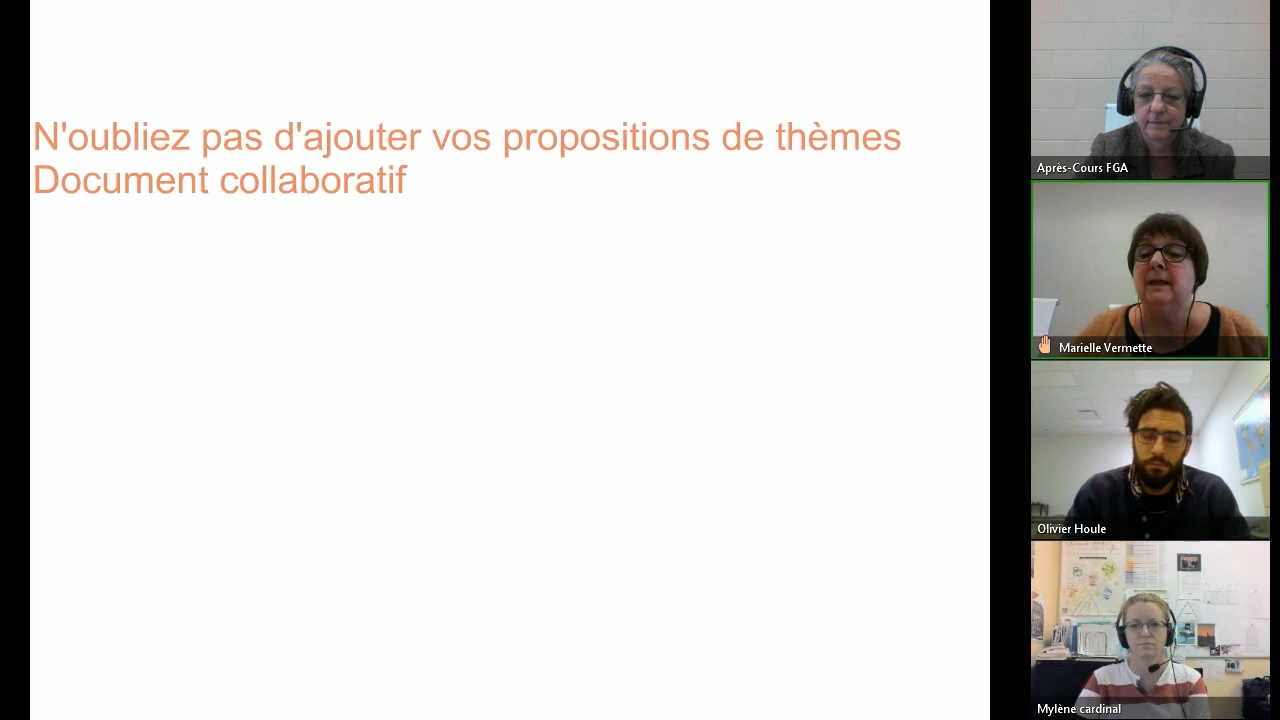 N'oubliez pas d'ajouter vos propositions de thèmes
Document collaboratif
Après-Cours FGA
Marielle Vermette
Olivier Houle
Mylène cardinal